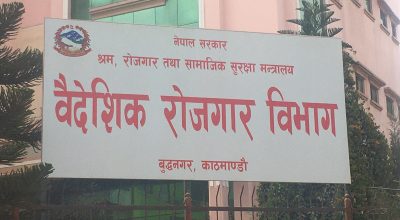 नेपाल सरकार
श्रम, रोजगार तथा सामाजिक सुरक्षा मन्त्रालय
वैदेशिक रोजगार विभाग
बुद्धनगर, काठमाण्डौ